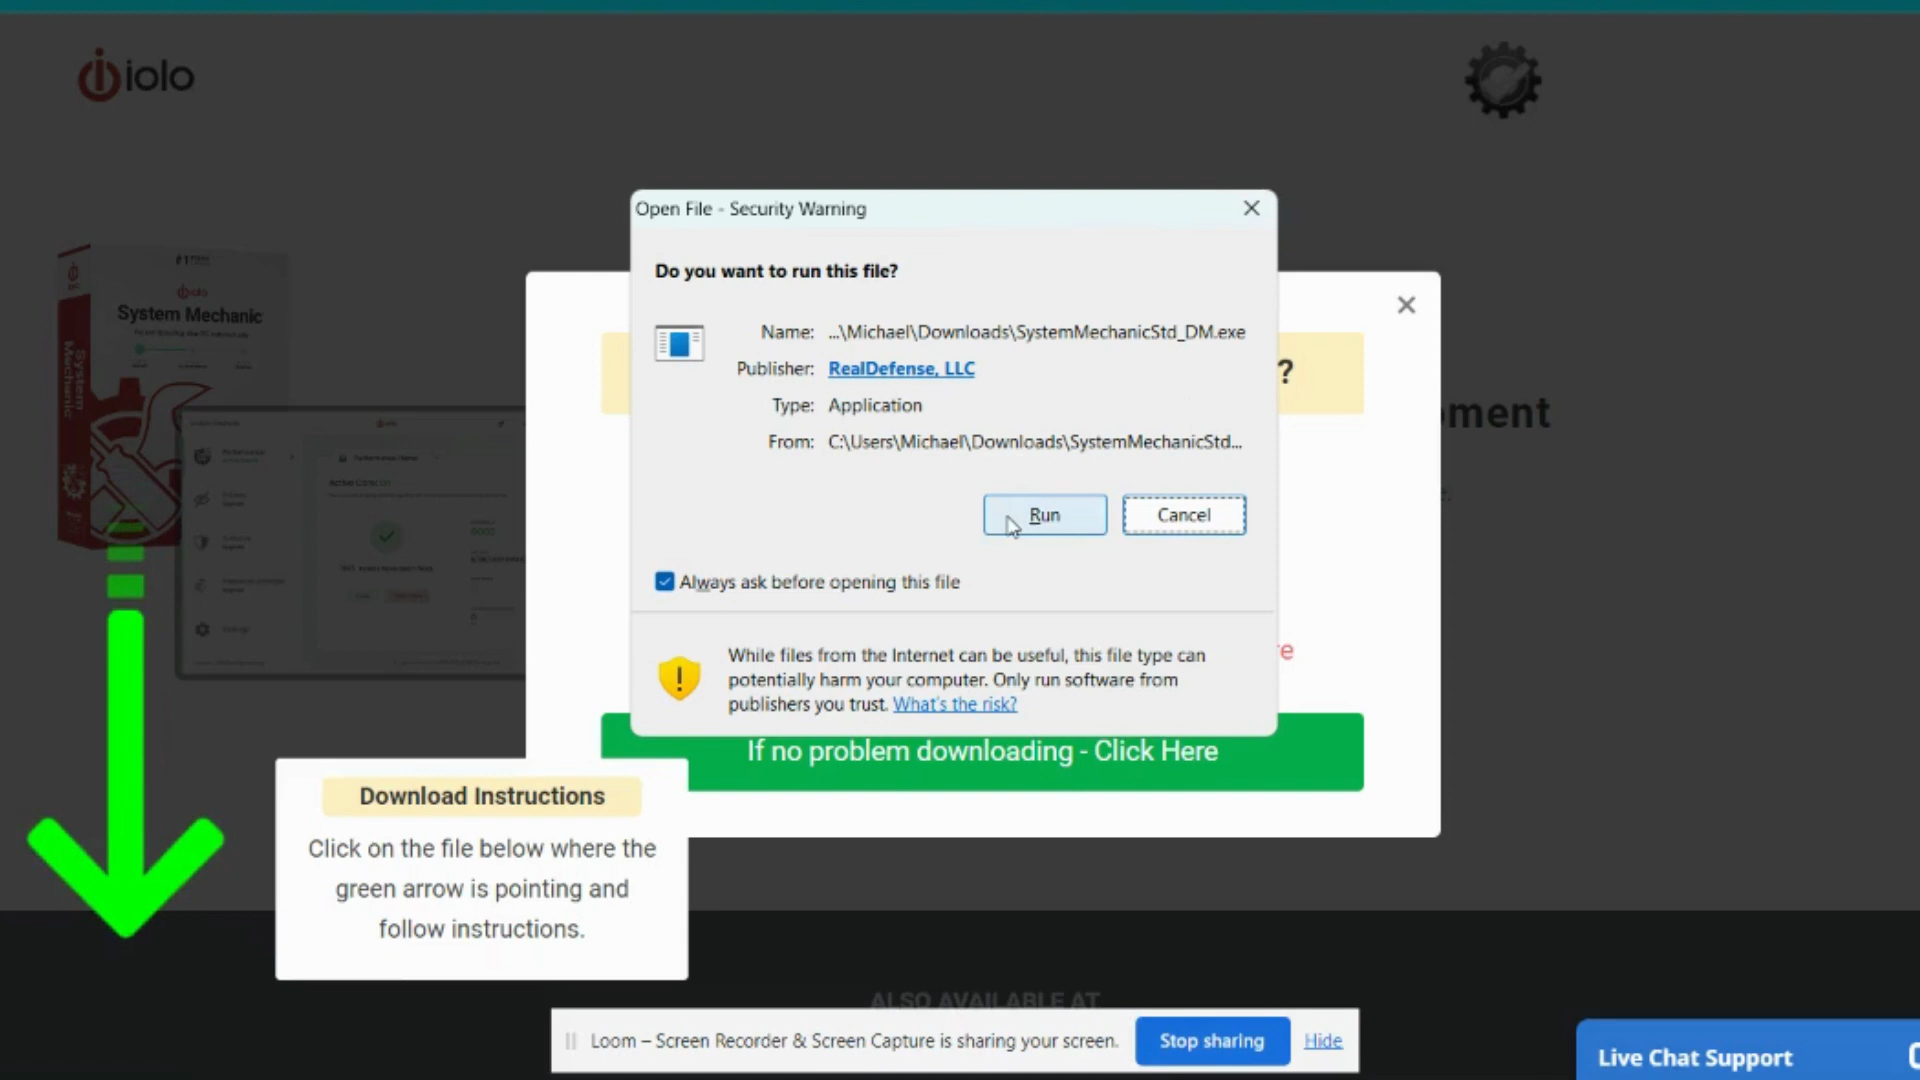 iolo
Open File - Security Warning
Do you want to run this file?
Name: ...\Michael\Downloads\SystemMechanicStd_DM.exe
Publisher: RealDefense, LLC
Type: Application
From: C:\Users\Michael\Downloads\SystemMechanicStd...
Run
Cancel
Always ask before opening this file
While files from the Internet can be useful, this file type can
potentially harm your computer. Only run software from
publishers you trust. What's the risk?
?
ment
e
#1
iolo
System Mechanic
System Mechanic
If no problem downloading - Click Here
Download Instructions
Click on the file below where the
green arrow is pointing and
follow instructions.
ALSO AVAILABLE AT
Loom – Screen Recorder & Screen Capture is sharing your screen.
Stop sharing
Hide
Live Chat Support